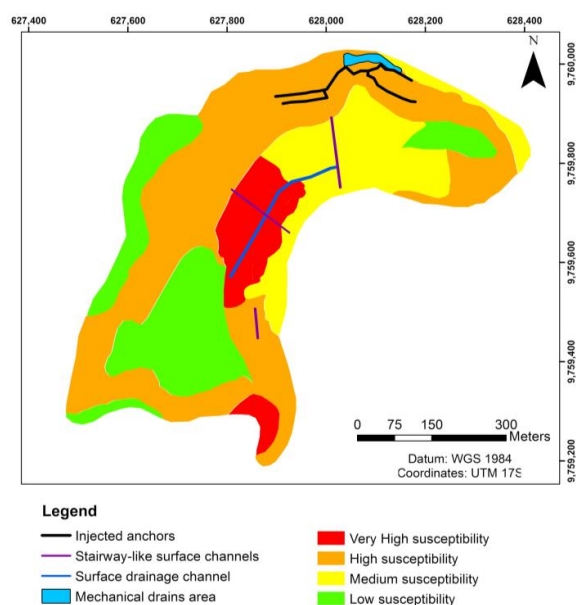 627,400 627,600 627,800 628,000 628,200 628,400
N
9,760,000
9,759,800
9,759,600
9,759,400
9,759,200
0 75 150 300
Meters
Datum: WGS 1984
Coordinates: UTM 17S
Legend
Injected anchors
Stairway-like surface channels
Surface drainage channel
Mechanical drains area
Very High susceptibility
High susceptibility
Medium susceptibility
Low susceptibility